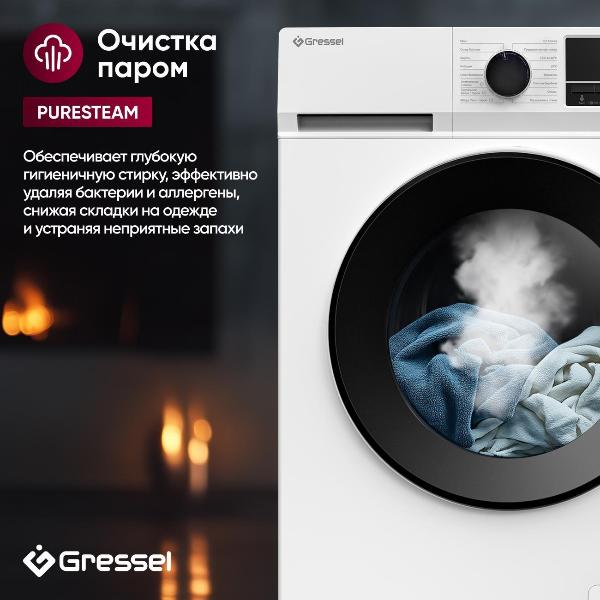 Очистка
паром
PURESTEAM
Обеспечивает глубокую
гигиеничную стирку, эффективно
удаляя бактерии и аллергены,
снижая складки на одежде
и устраняя неприятные запахи
Gressel
Gressel